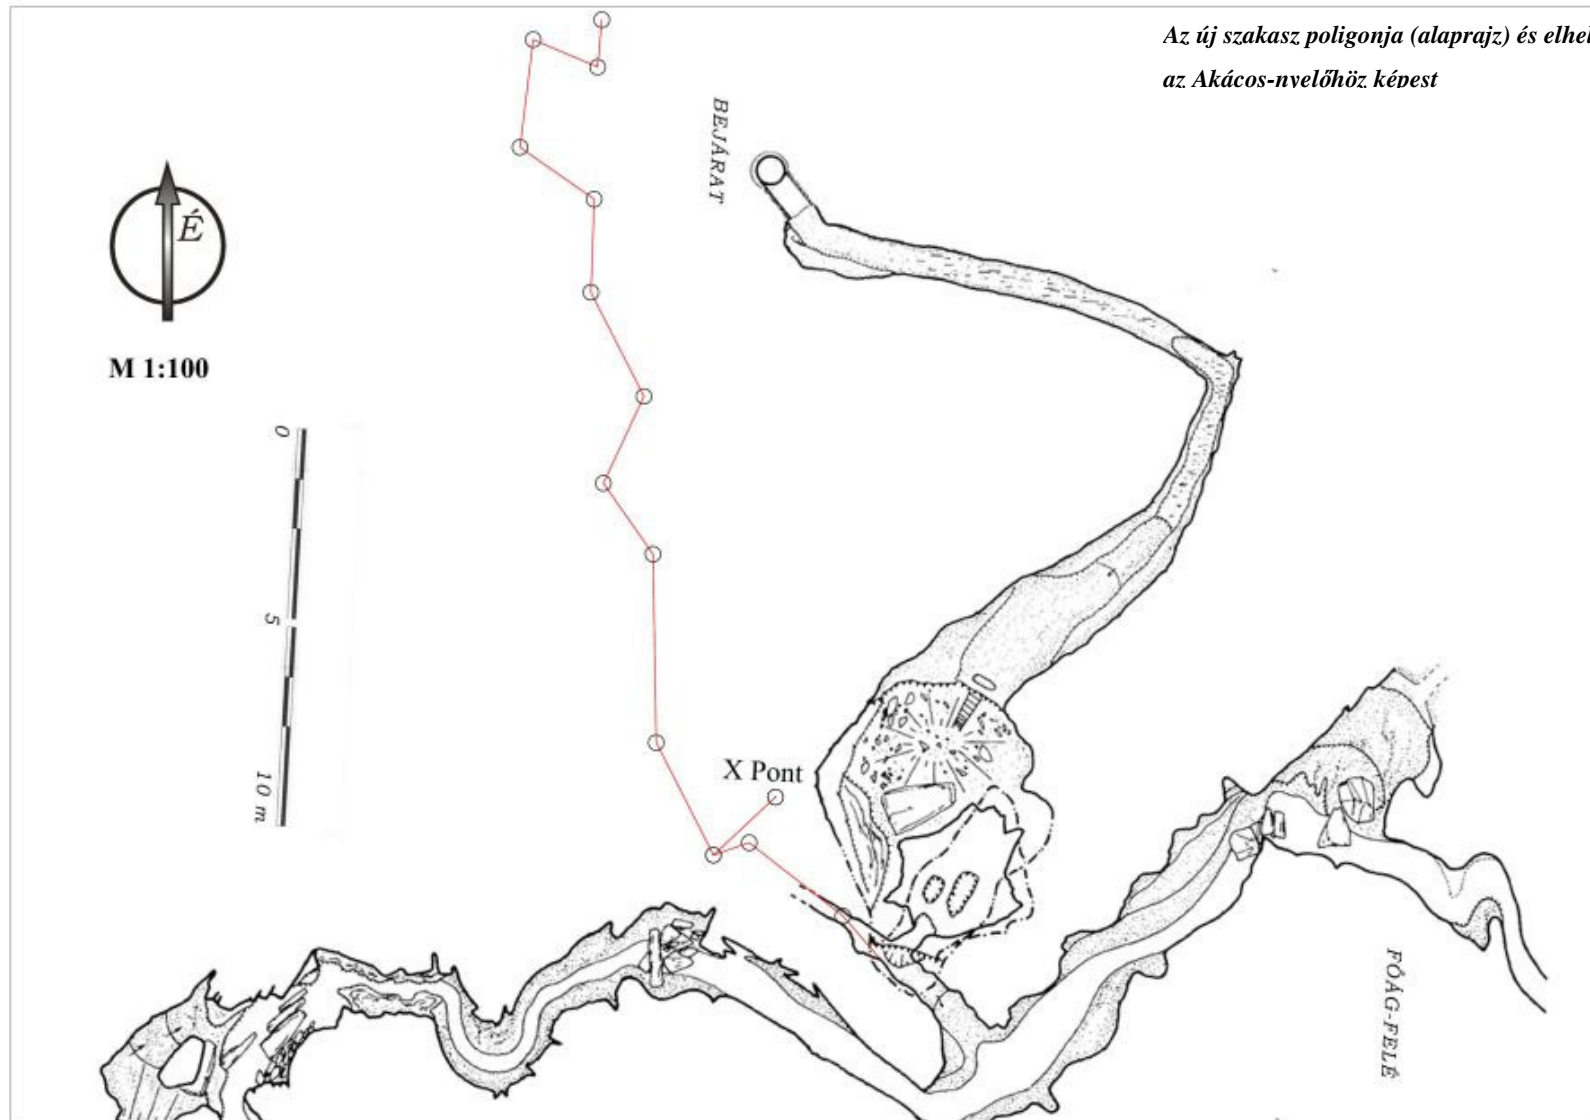 Az új szakasz poligonja (alaprajz) és
az Akácos-nyelőhöz képest
BEJÁRAT
É
M 1:100
0
5
10 m
X Pont
FŐÁG-FELÉ